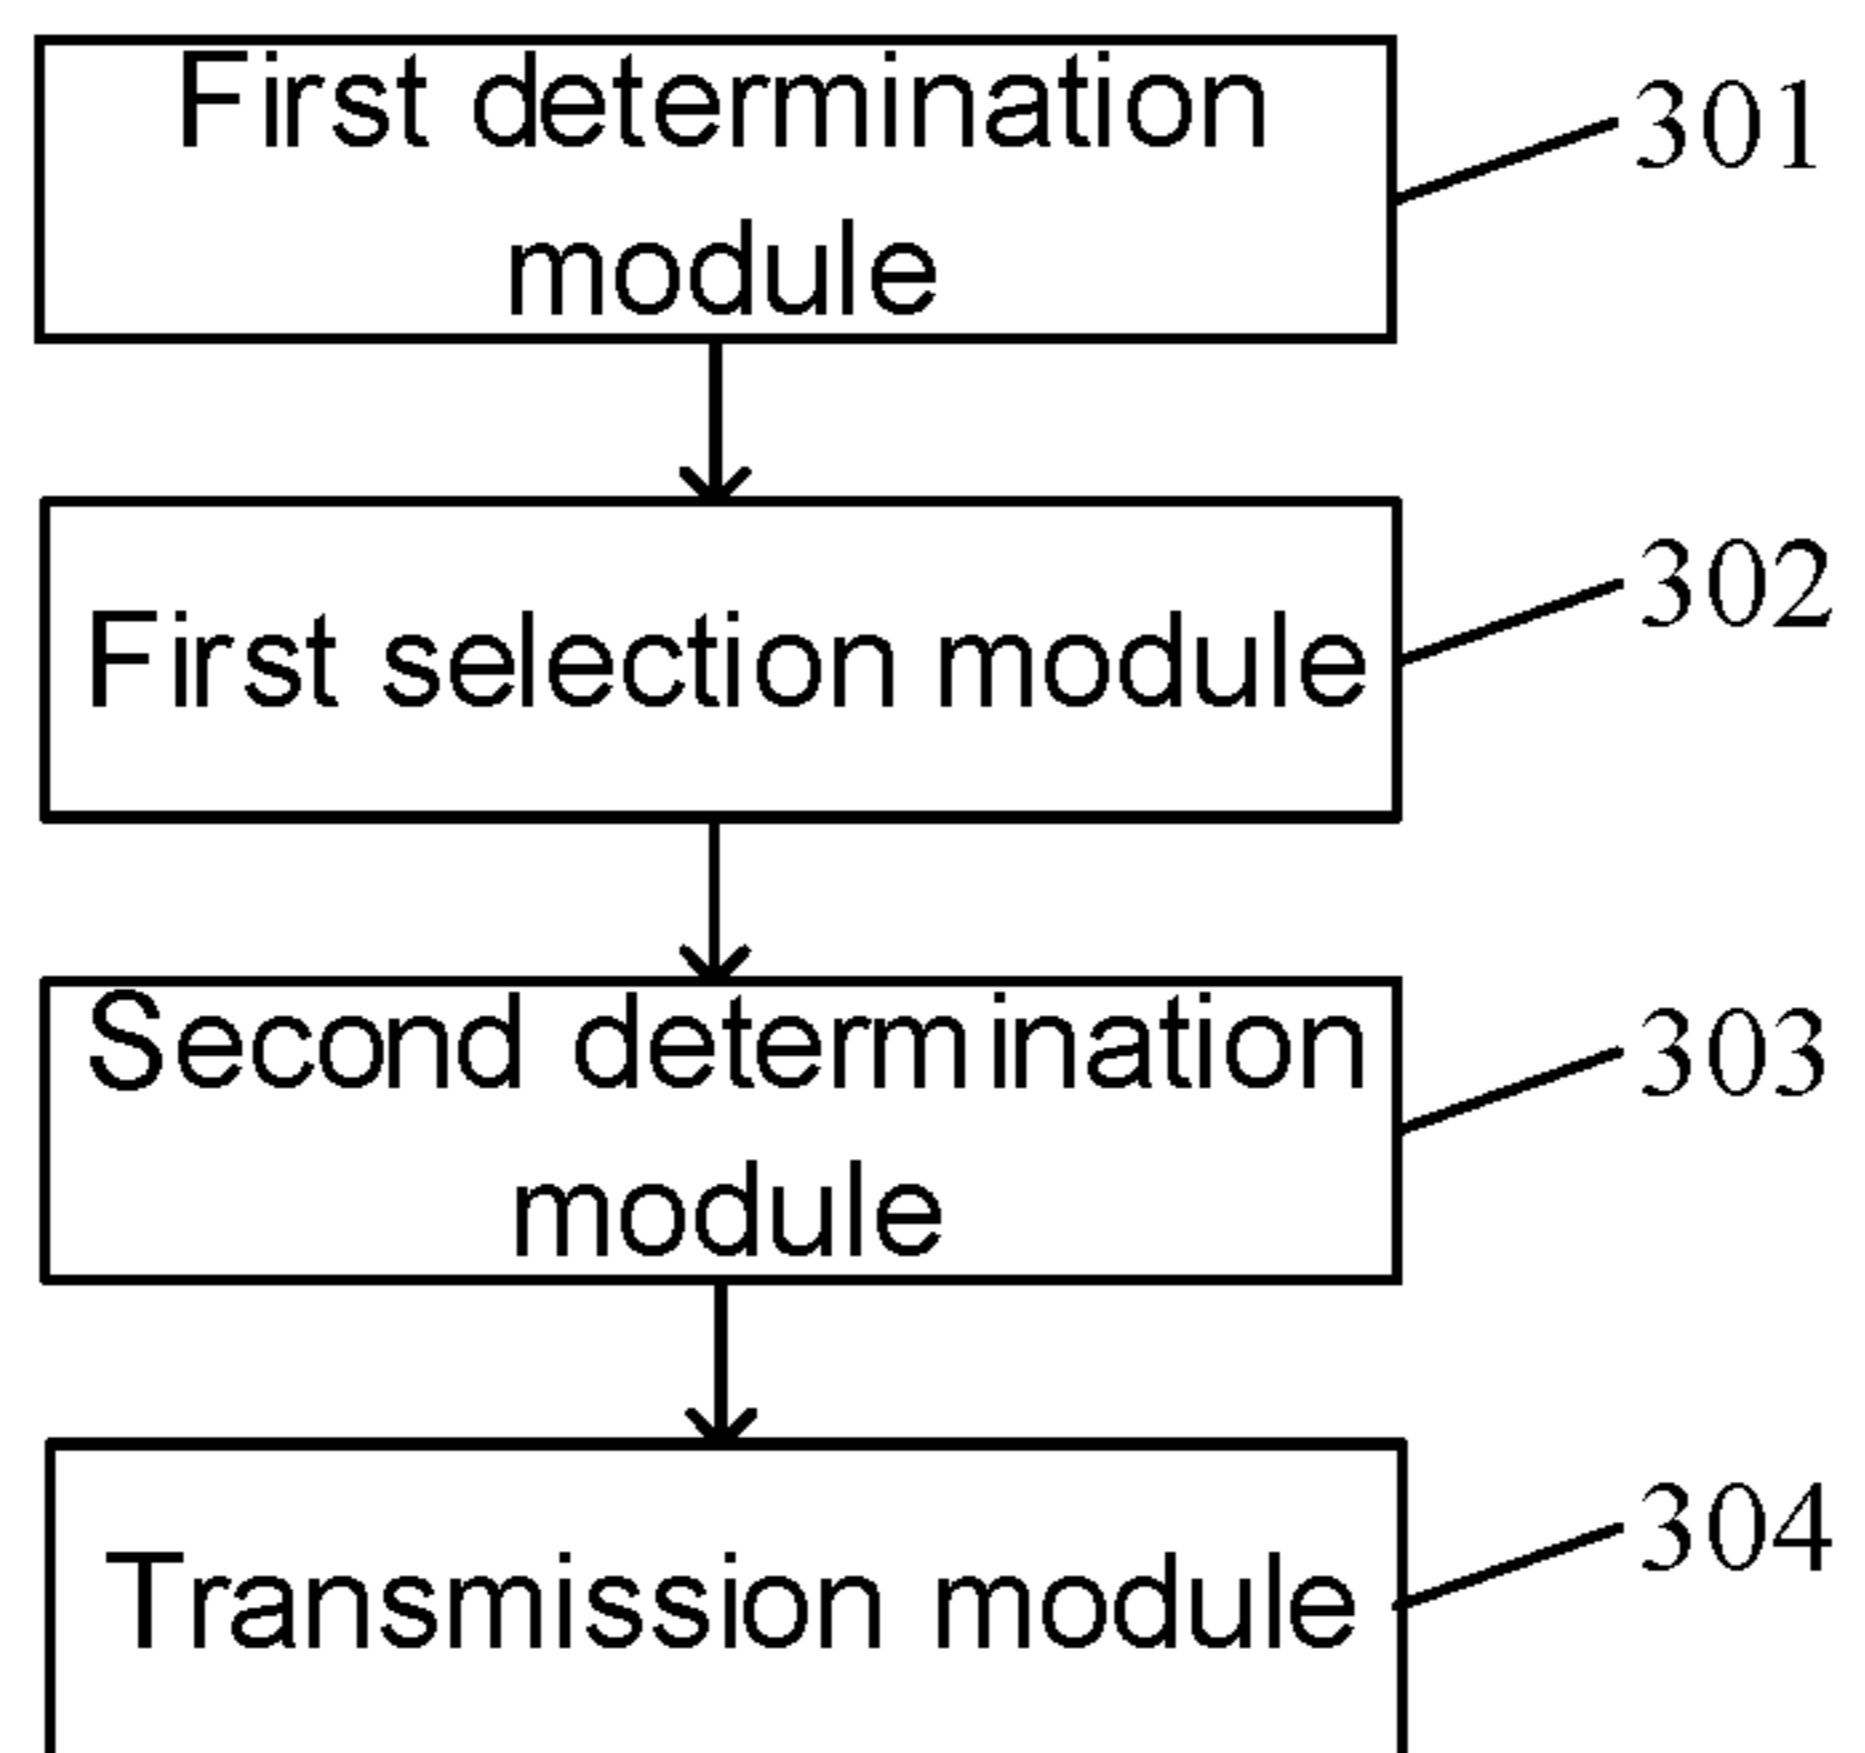 First determination
module
301
First selection module
302
Second determination
module
303
Transmission module
304